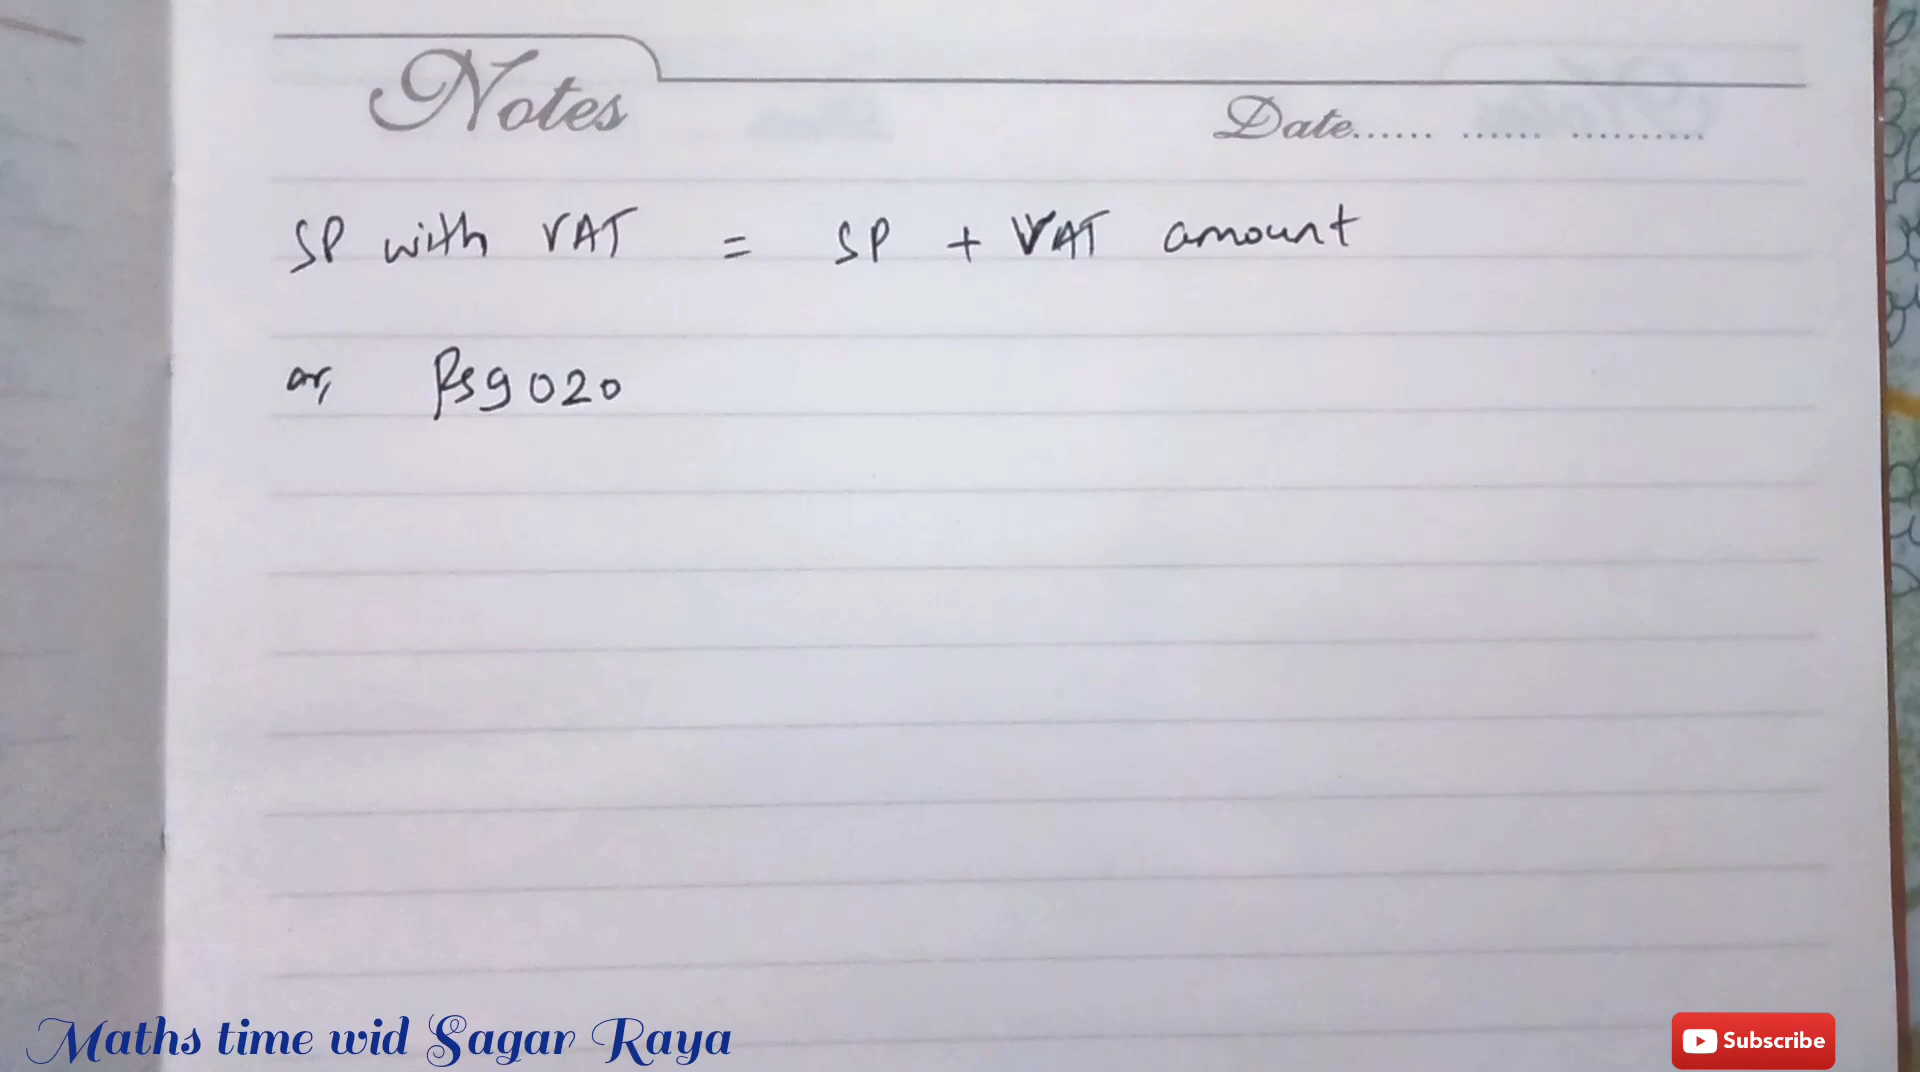 Notes
Date...... ...... ..........
SP with VAT = SP + VAT amount
or, Rs 9020
Maths time wid Sagar Raya
Subscribe